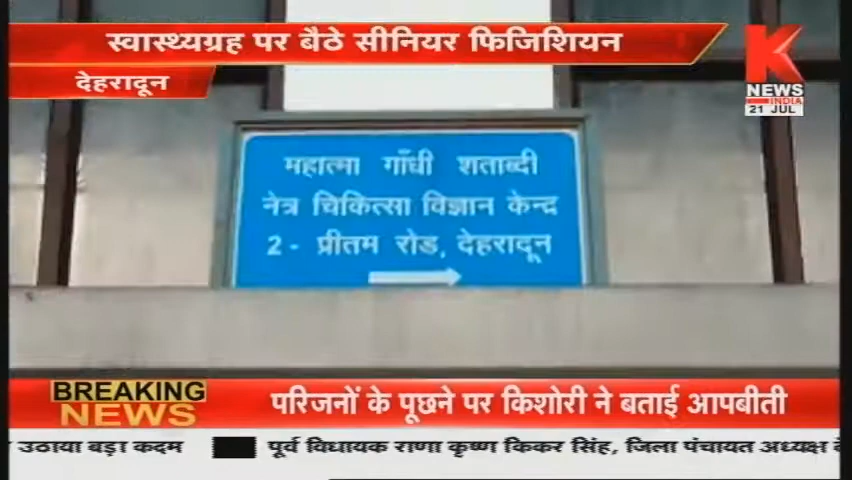 स्वास्थ्यग्रह पर बैठे सीनियर फिजिशियन
देहरादून
K
NEWS
INDIA
21 JUL
महात्मा गाँधी शताब्दी
नेत्र चिकित्सा विज्ञान केन्द्र
2 - प्रीतम रोड, देहरादून
BREAKING
NEWS
परिजनों के पूछने पर किशोरी ने बताई आपबीती
उठाया बड़ा कदम पूर्व विधायक राणा कृष्ण किंकर सिंह, जिला पंचायत अध्यक्ष